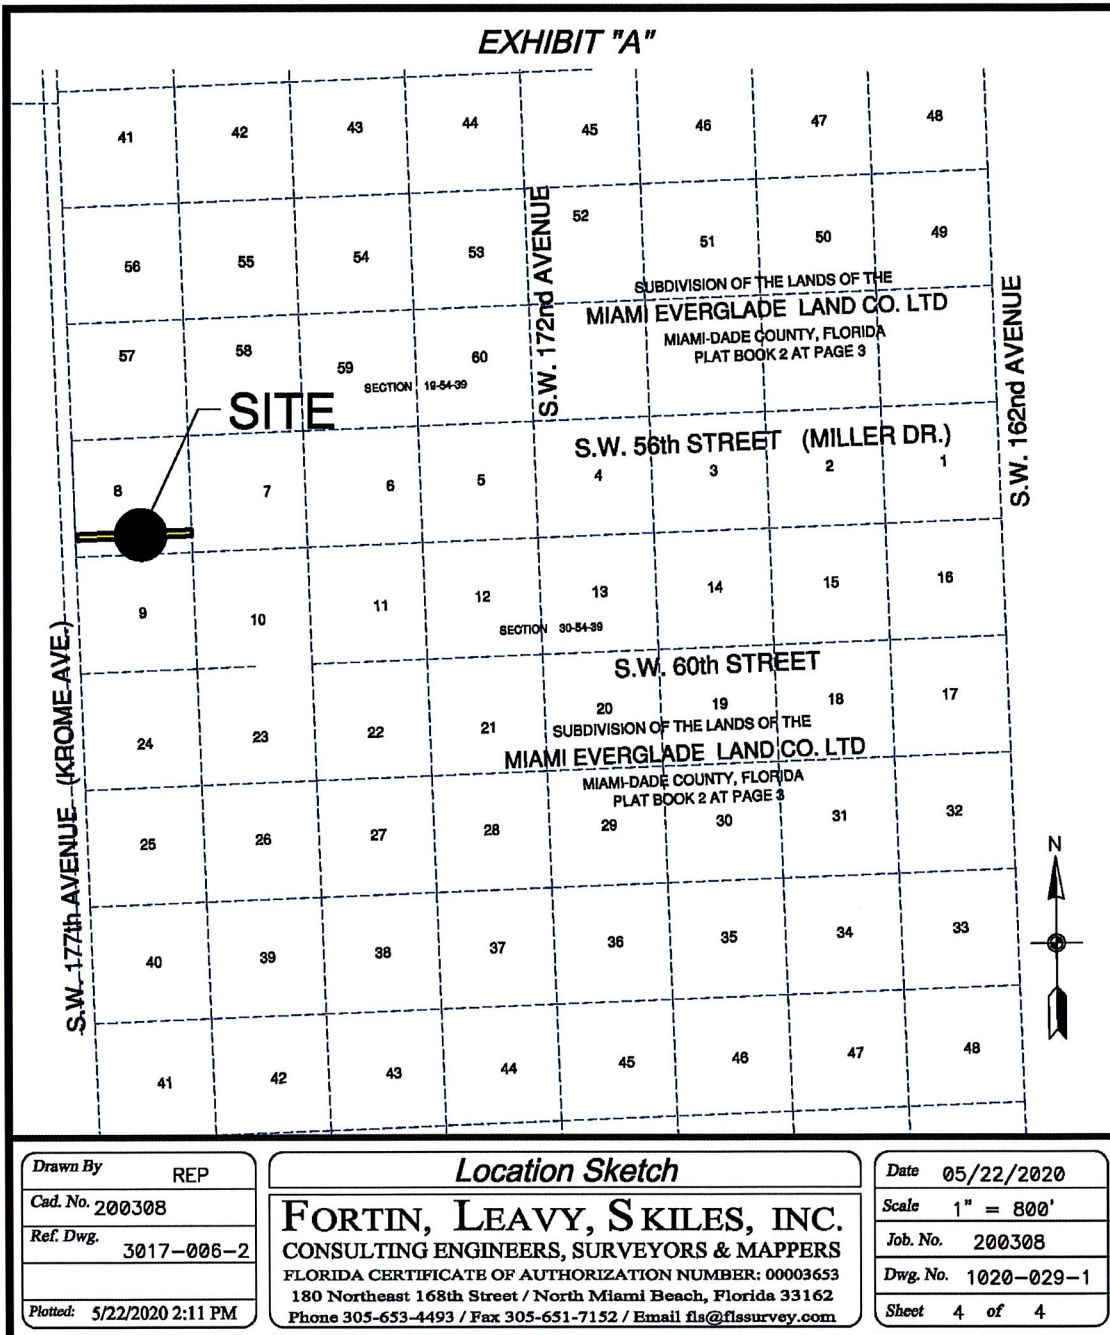 EXHIBIT "A"
41 42 43 44 45 46 47 48
56 55 54 53 52 51 50 49
S.W. 172nd AVENUE
SUBDIVISION OF THE LANDS OF THE
MIAMI EVERGLADE LAND CO. LTD
MIAMI-DADE COUNTY, FLORIDA
PLAT BOOK 2 AT PAGE 3
S.W. 162nd AVENUE
57 58 59 60
SECTION 19-54-39
SITE
S.W. 56th STREET (MILLER DR.)
8 7 6 5 4 3 2 1
9 10 11 12 13 14 15 16
SECTION 30-54-39
S.W. 60th STREET
24 23 22 21 20 19 18 17
SUBDIVISION OF THE LANDS OF THE
MIAMI EVERGLADE LAND CO. LTD
MIAMI-DADE COUNTY, FLORIDA
PLAT BOOK 2 AT PAGE 3
S.W. 177th AVENUE (KROME AVE.)
25 26 27 28 29 30 31 32
N
40 39 38 37 36 35 34 33
41 42 43 44 45 46 47 48
Drawn By REP
Cad. No. 200308
Ref. Dwg.
3017-006-2
Plotted: 5/22/2020 2:11 PM
Location Sketch
FORTIN, LEAVY, SKILES, INC.
CONSULTING ENGINEERS, SURVEYORS & MAPPERS
FLORIDA CERTIFICATE OF AUTHORIZATION NUMBER: 00003653
180 Northeast 168th Street / North Miami Beach, Florida 33162
Phone 305-653-4493 / Fax 305-651-7152 / Email fls@flssurvey.com
Date 05/22/2020
Scale 1" = 800'
Job. No. 200308
Dwg. No. 1020-029-1
Sheet 4 of 4